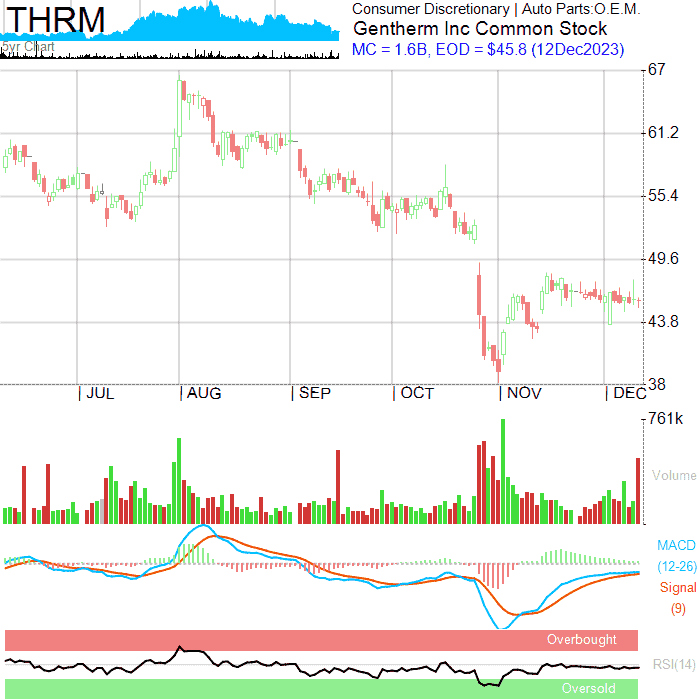 THRM
5yr Chart
Consumer Discretionary | Auto Parts:O.E.M.
Gentherm Inc Common Stock
MC = 1.6B, EOD = $45.8 (12Dec2023)
67
61.2
55.4
49.6
43.8
38
JUL
AUG
SEP
OCT
NOV
DEC
761k
Volume
MACD
(12-26)
Signal
(9)
Overbought
RSI(14)
Oversold